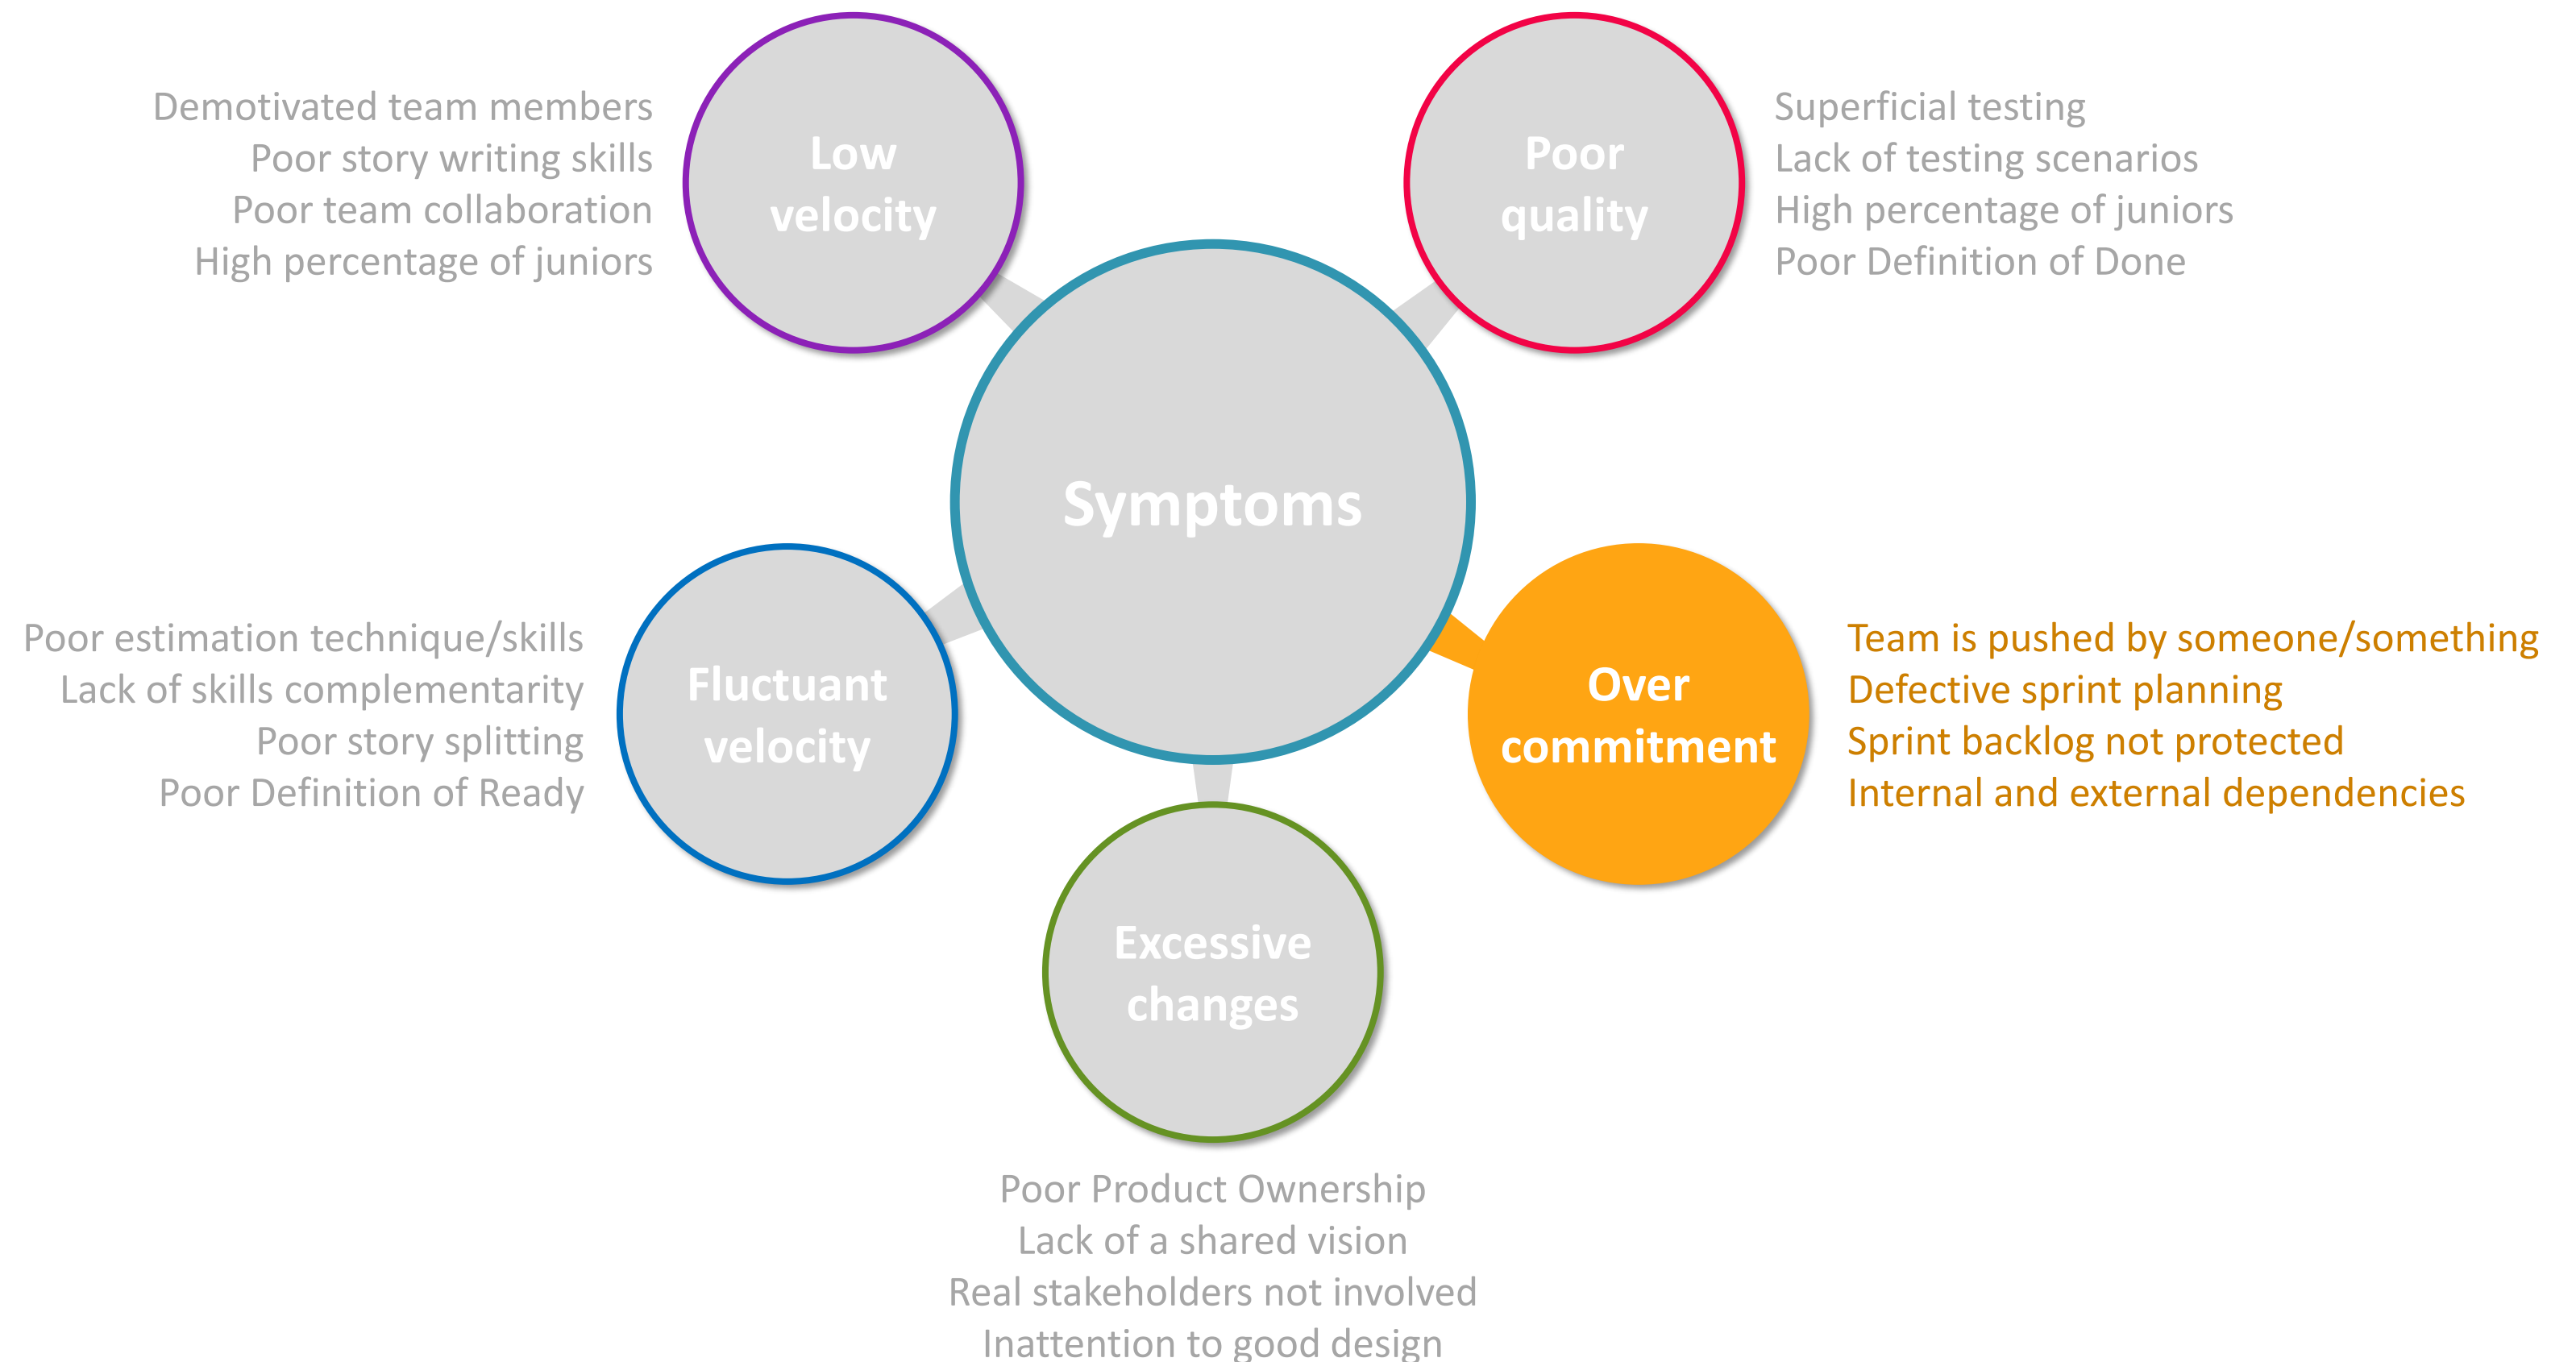 Demotivated team members
Poor story writing skills
Poor team collaboration
High percentage of juniors
Low
velocity
Poor
quality
Superficial testing
Lack of testing scenarios
High percentage of juniors
Poor Definition of Done
Symptoms
Poor estimation technique/skills
Lack of skills complementarity
Poor story splitting
Poor Definition of Ready
Fluctuant
velocity
Over
commitment
Team is pushed by someone/something
Defective sprint planning
Sprint backlog not protected
Internal and external dependencies
Excessive
changes
Poor Product Ownership
Lack of a shared vision
Real stakeholders not involved
Inattention to good design